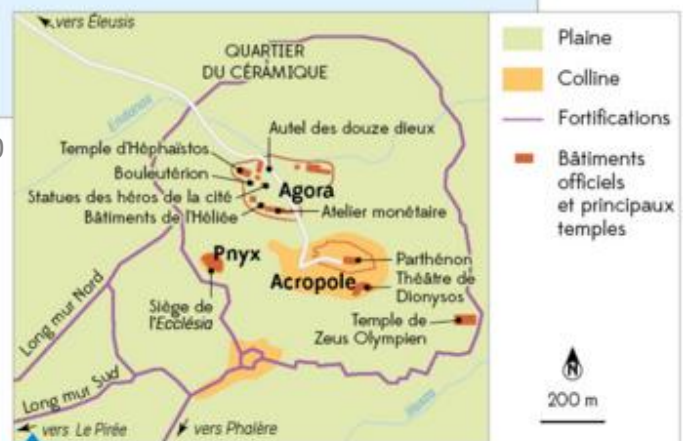 vers Éleusis
QUARTIER
DU CÉRAMIQUE
Eridanos
Autel des douze dieux
Temple d'Héphaïstos
Bouleutérion
Statues des héros de la cité
Agora
Bâtiments de l'Héliée
Atelier monétaire
Pnyx
Parthénon
Acropole
Théâtre de
Dionysos
Siège de
l'Ecclésia
Temple de
Zeus Olympien
Long mur Nord
Long mur Sud
vers Le Pirée
vers Phalère
Plaine
Colline
Fortifications
Bâtiments
officiels
et principaux
temples
N
200 m